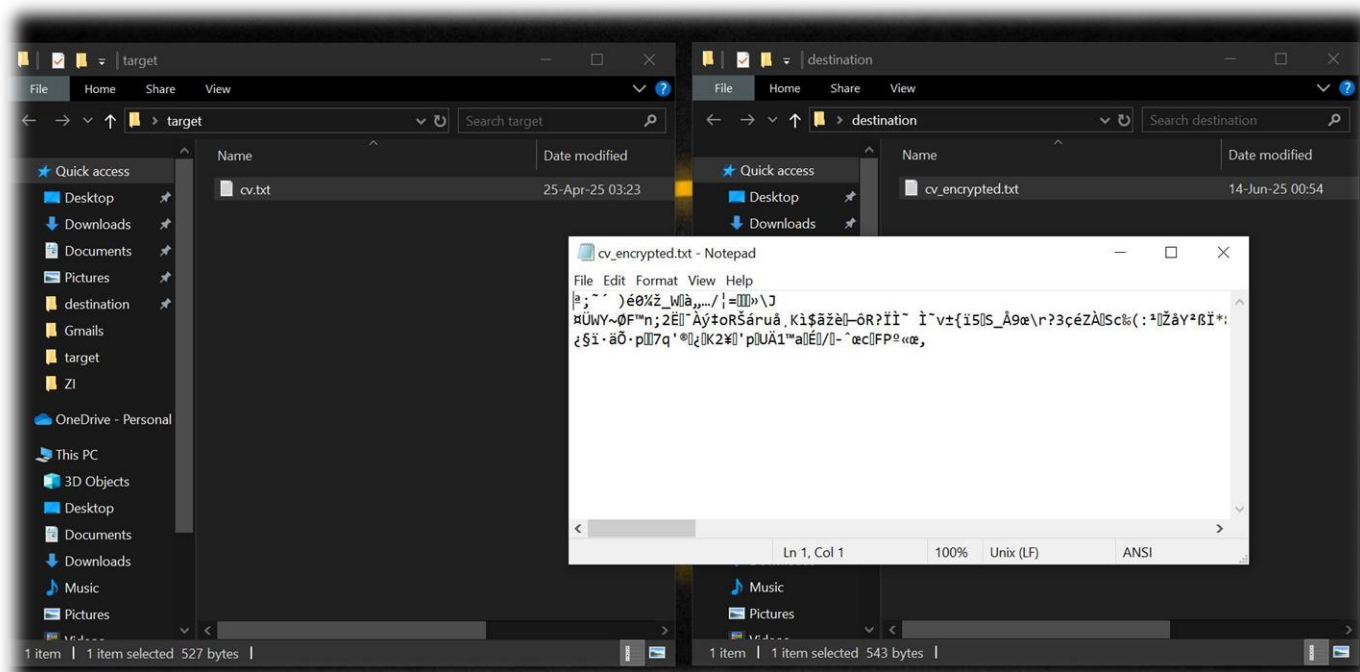 target
File Home Share View
target
Search target
Name Date modified
Quick access
cv.txt 25-Apr-25 03:23
Desktop
Downloads
Documents
Pictures
destination
Gmails
target
ZI
OneDrive - Personal
This PC
3D Objects
Desktop
Documents
Downloads
Music
Pictures
1 item 1 item selected 527 bytes
destination
File Home Share View
destination
Search destination
Name Date modified
Quick access
cv_encrypted.txt 14-Jun-25 00:54
Desktop
Downloads
Music
Pictures
1 item 1 item selected 543 bytes
cv_encrypted.txt - Notepad
File Edit Format View Help
Ln 1, Col 1 100% Unix (LF) ANSI